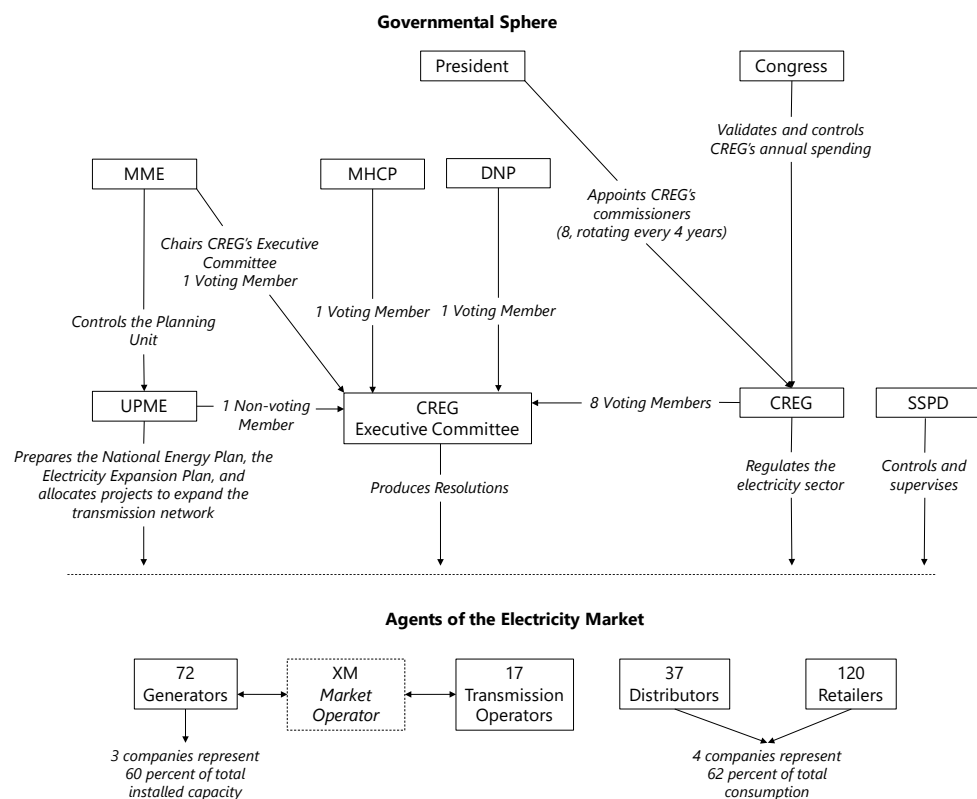 Governmental Sphere
President
Congress
Validates and controls
CREG's annual spending
MME
MHCP
DNP
Appoints CREG's
commissioners
(8, rotating every 4 years)
Chairs CREG's Executive
Committee
1 Voting Member
Controls the Planning
Unit
1 Voting Member
1 Voting Member
UPME
1 Non-voting
Member
CREG
Executive Committee
8 Voting Members
CREG
SSPD
Prepares the National Energy Plan, the
Electricity Expansion Plan, and
allocates projects to expand the
transmission network
Produces Resolutions
Regulates the
electricity sector
Controls and
supervises
Agents of the Electricity Market
72
Generators
XM
Market
Operator
17
Transmission
Operators
37
Distributors
120
Retailers
3 companies represent
60 percent of total
installed capacity
4 companies represent
62 percent of total
consumption